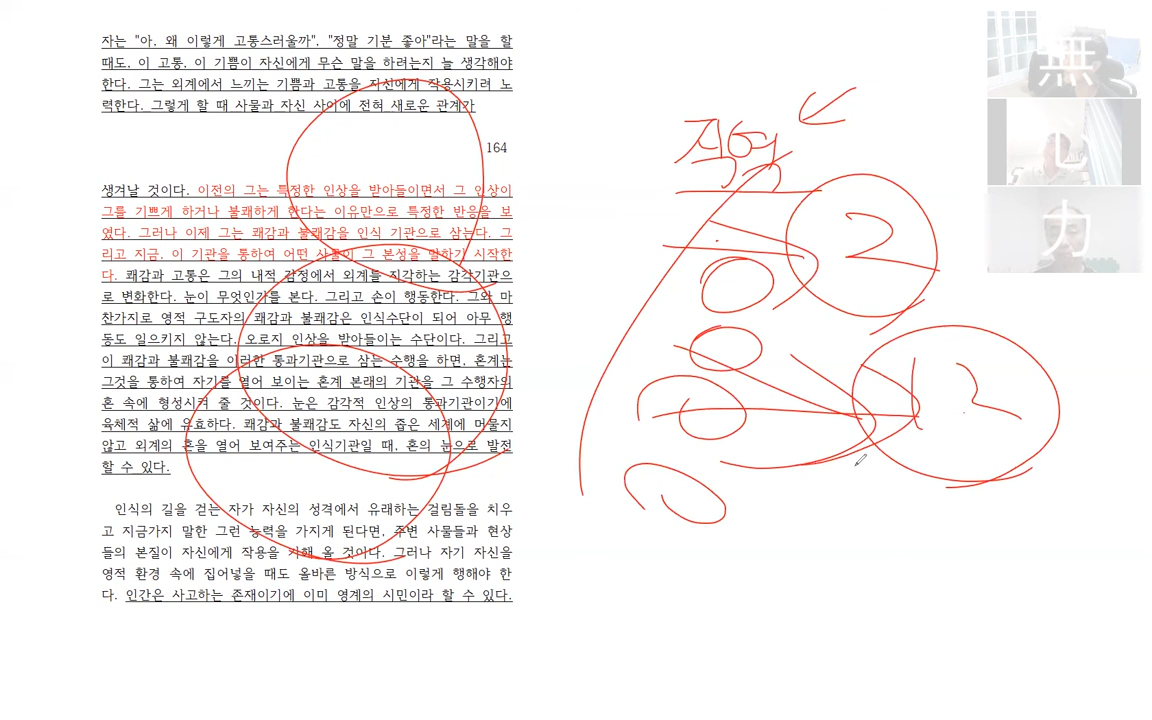 자는 "아, 왜 이렇게 고통스러울까", "정말 기분 좋아"라는 말을 할
때도, 이 고통, 이 기쁨이 자신에게 무슨 말을 하려는지 늘 생각해야
한다. 그는 외계에서 느끼는 기쁨과 고통을 자신에게 작용시키려 노
력한다. 그렇게 할 때 사물과 자신 사이에 전혀 새로운 관계가
164
생겨날 것이다. 이전의 그는 특정한 인상을 받아들이면서 그 인상이
그를 기쁘게 하거나 불쾌하게 한다는 이유만으로 특정한 반응을 보
였다. 그러나 이제 그는 쾌감과 불쾌감을 인식 기관으로 삼는다. 그
리고 지금, 이 기관을 통하여 어떤 사물이 그 본성을 말하기 시작한
다. 쾌감과 고통은 그의 내적 감정에서 외계를 지각하는 감각기관으
로 변화한다. 눈이 무엇인가를 본다. 그리고 손이 행동한다. 그와 마
찬가지로 영적 구도자의 쾌감과 불쾌감은 인식수단이 되어 아무 행
동도 일으키지 않는다. 오로지 인상을 받아들이는 수단이다. 그리고
이 쾌감과 불쾌감을 이러한 통과기관으로 삼는 수행을 하면, 혼계는
그것을 통하여 자기를 열어 보이는 혼계 본래의 기관을 그 수행자의
혼 속에 형성시켜 줄 것이다. 눈은 감각적 인상의 통과기관이기에
육체적 삶에 유효하다. 쾌감과 불쾌감도 자신의 좁은 세계에 머물지
않고 외계의 혼을 열어 보여주는 인식기관일 때, 혼의 눈으로 발전
할 수 있다.
인식의 길을 걷는 자가 자신의 성격에서 유래하는 걸림돌을 치우
고 지금가지 말한 그런 능력을 가지게 된다면, 주변 사물들과 현상
들의 본질이 자신에게 작용을 가해 올 것이다. 그러나 자기 자신을
영적 환경 속에 집어넣을 때도 올바른 방식으로 이렇게 행해야 한
다. 인간은 사고하는 존재이기에 이미 영계의 시민이라 할 수 있다.
직역
2
無
心
力